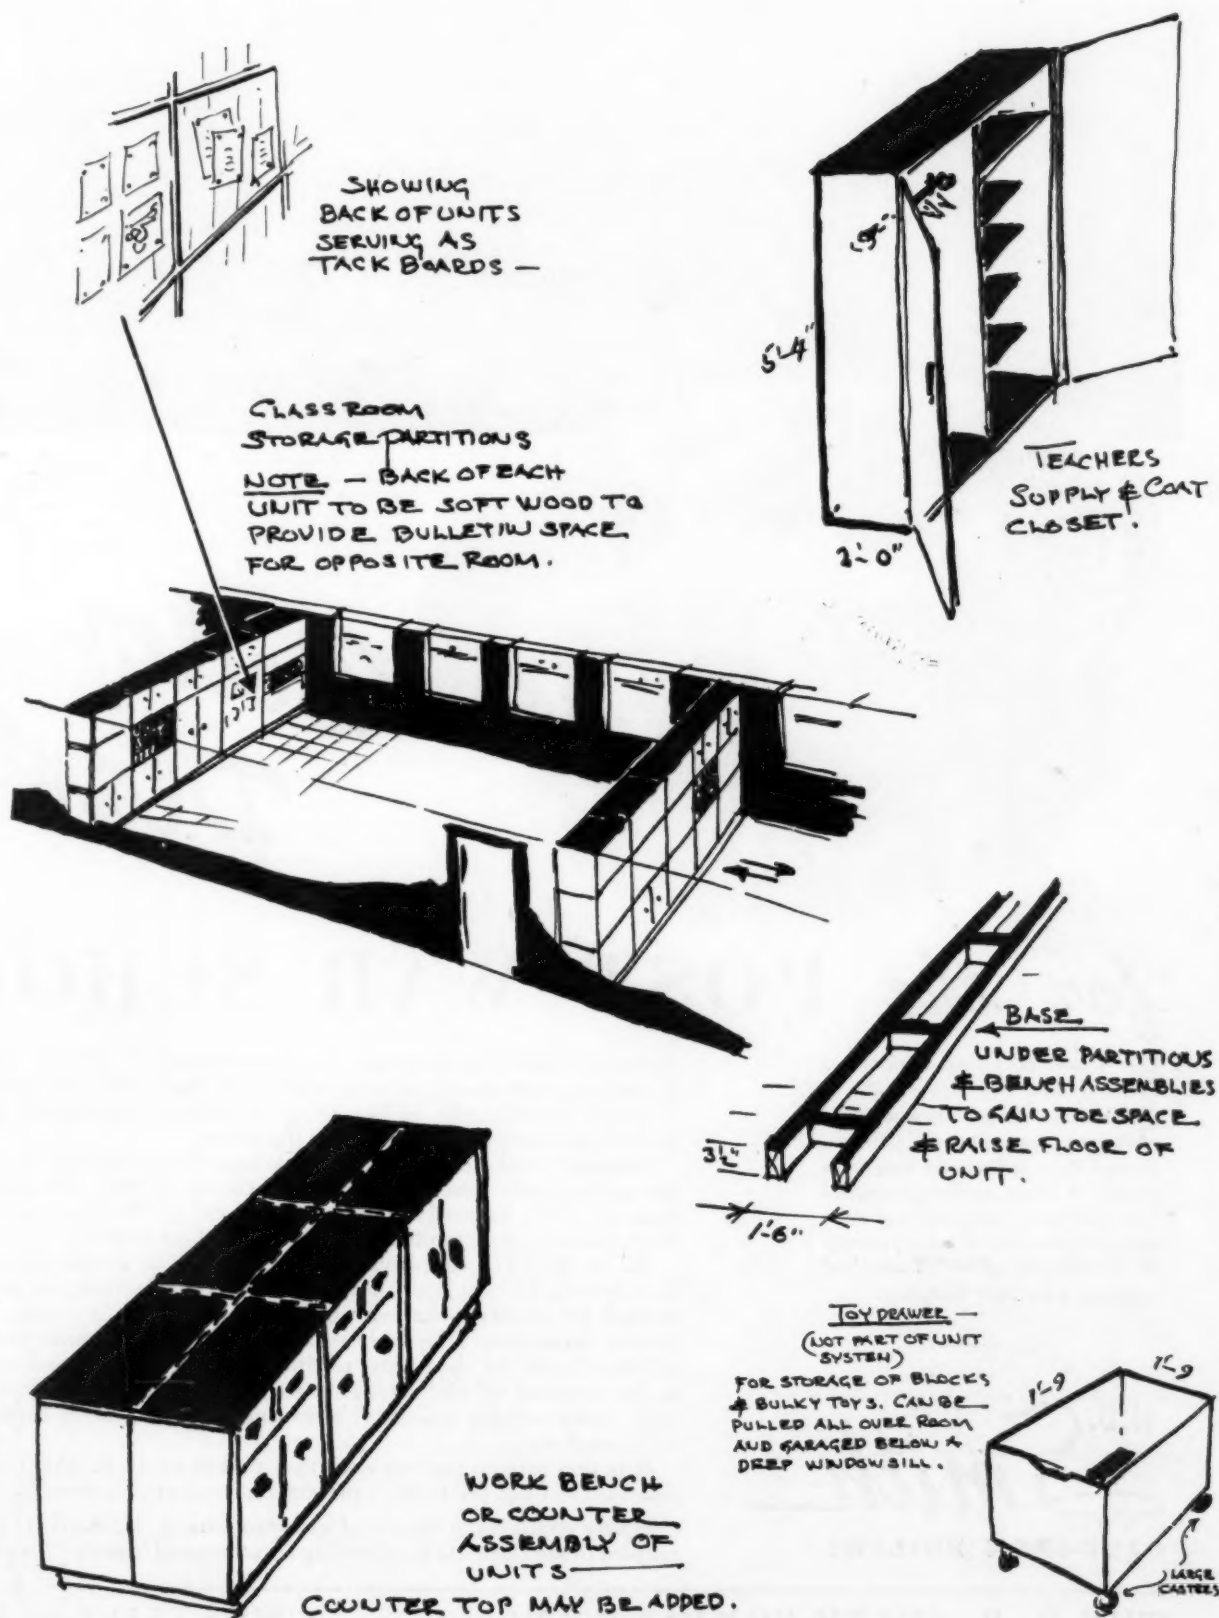 SHOWING
BACK OF UNITS
SERVING AS
TACK BOARDS —
5'-4"
TEACHERS
SUPPLY & COAT
CLOSET.
CLASS ROOM
STORAGE PARTITIONS
NOTE — BACK OF EACH
UNIT TO BE SOFT WOOD TO
PROVIDE BULLETIN SPACE
FOR OPPOSITE ROOM.
BASE
UNDER PARTITIONS
& BENCH ASSEMBLIES
TO GAIN TOE SPACE
& RAISE FLOOR OF
UNIT.
3½"
1'-6"
WORK BENCH
OR COUNTER
ASSEMBLY OF
UNITS —
COUNTER TOP MAY BE ADDED.
TOY DRAWER —
(NOT PART OF UNIT
SYSTEM)
FOR STORAGE OF BLOCKS
& BULKY TOYS. CAN BE
PULLED ALL OVER ROOM
AND GARAGED BELOW A
DEEP WINDOWSILL.
1'-9
1'-9
LARGE
CASTERS